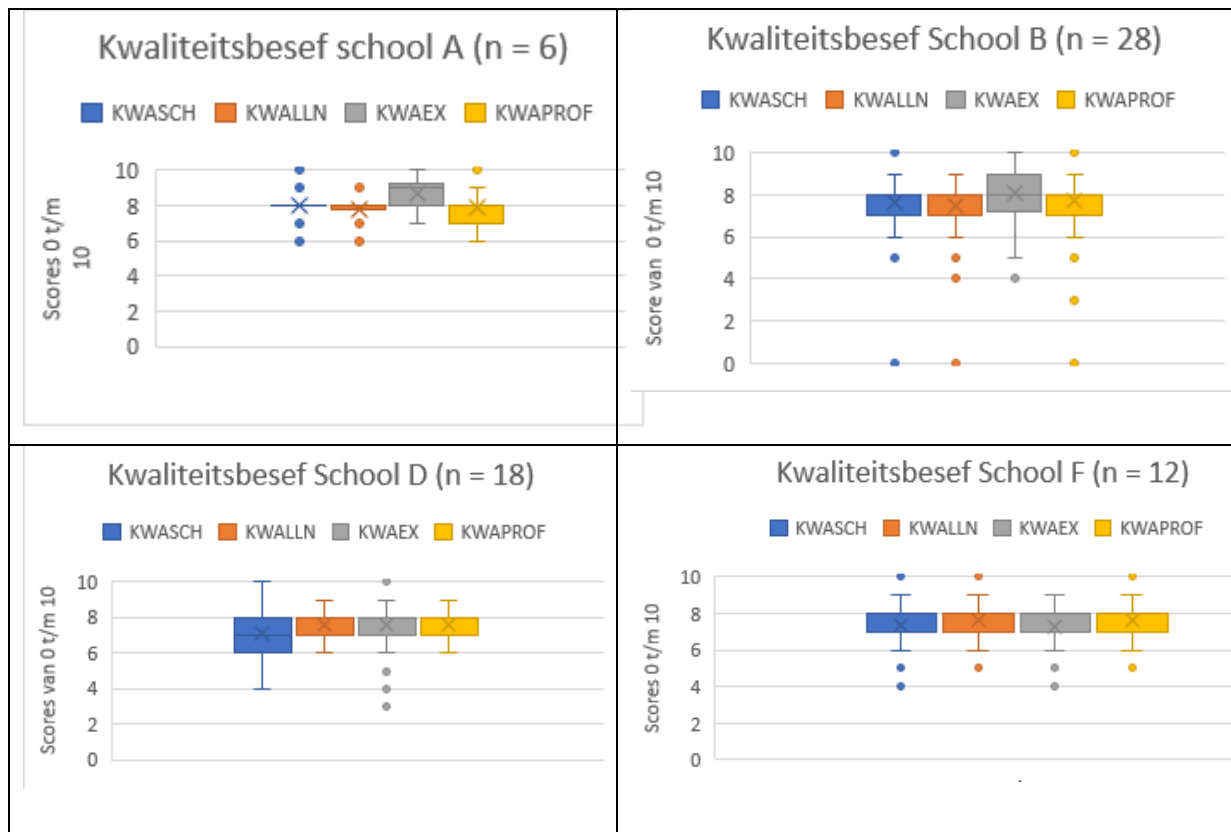 Kwaliteitsbesef school A (n = 6)
KWASCH KWALLN KWAEX KWAPROF
Scores 0 t/m
10
10
8
6
4
2
0
Kwaliteitsbesef School B (n = 28)
KWASCH KWALLN KWAEX KWAPROF
Score van 0 t/m 10
10
8
6
4
2
0
Kwaliteitsbesef School D (n = 18)
KWASCH KWALLN KWAEX KWAPROF
Scores van 0 t/m 10
10
8
6
4
2
0
Kwaliteitsbesef School F (n = 12)
KWASCH KWALLN KWAEX KWAPROF
Scores 0 t/m 10
10
8
6
4
2
0